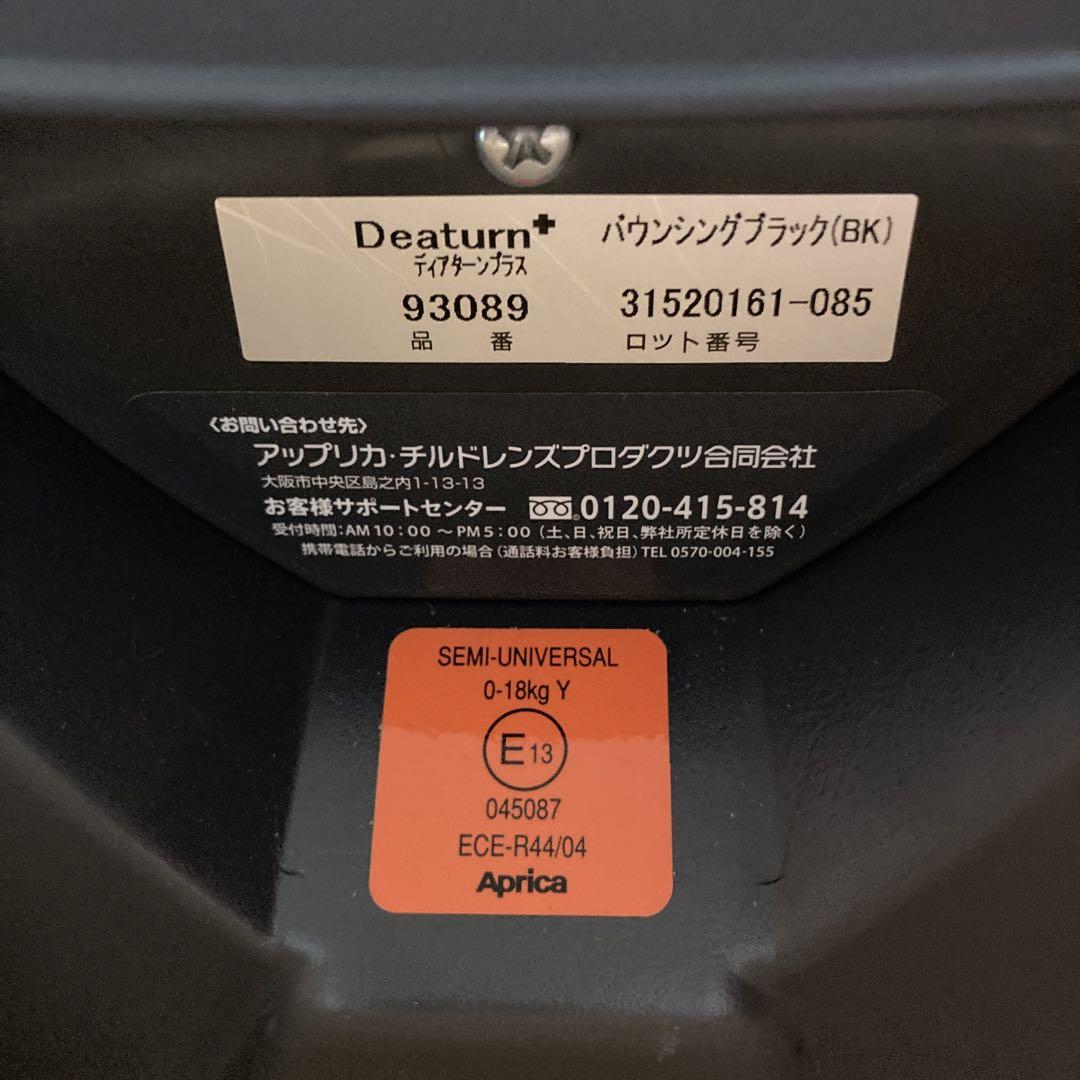 Deaturn+ バウンシングブラック(BK)
ディアターンプラス
93089 31520161-085
品番 ロット番号
〈お問い合わせ先〉
アップリカ・チルドレンズプロダクツ合同会社
大阪市中央区島之内1-13-13
お客様サポートセンター 0120-415-814
受付時間:AM10:00〜PM5:00(土、日、祝日、弊社所定休日を除く)
携帯電話からご利用の場合(通話料お客様負担)TEL 0570-004-155
SEMI-UNIVERSAL
0-18kg Y
E13
045087
ECE-R44/04
Aprica